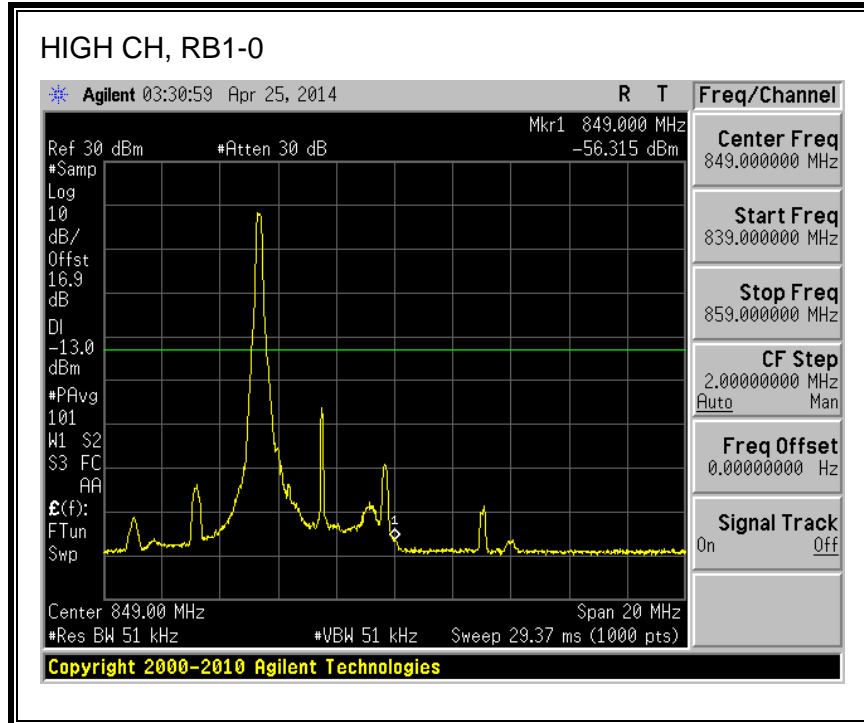 HIGH CH, RB1-0
Agilent 03:30:59 Apr 25, 2014 R T
Freq/Channel
Mkr1 849.000 MHz
Ref 30 dBm #Atten 30 dB -56.315 dBm
#Samp
Log
10
dB/
Offst
16.9
dB
DI
-13.0
dBm
#PAvg
101
W1 S2
S3 FC
AA
£(f):
FTun
Swp
1
Center 849.00 MHz Span 20 MHz
#Res BW 51 kHz #VBW 51 kHz Sweep 29.37 ms (1000 pts)
Copyright 2000-2010 Agilent Technologies
Center Freq
849.000000 MHz
Start Freq
839.000000 MHz
Stop Freq
859.000000 MHz
CF Step
2.00000000 MHz
Auto Man
Freq Offset
0.00000000 Hz
Signal Track
On Off